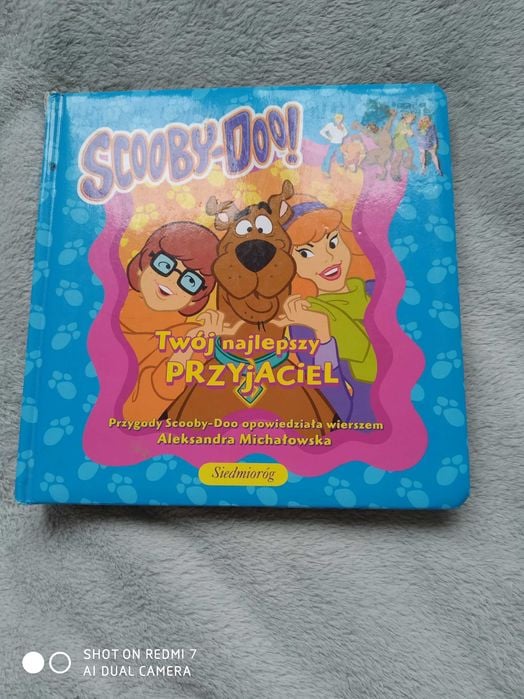 SCOOBY-DOO!
Twój najlepszy
PRZYjACiEL
Przygody Scooby-Doo opowiedziała wierszem
Aleksandra Michałowska
Siedmioróg
SHOT ON REDMI 7
AI DUAL CAMERA